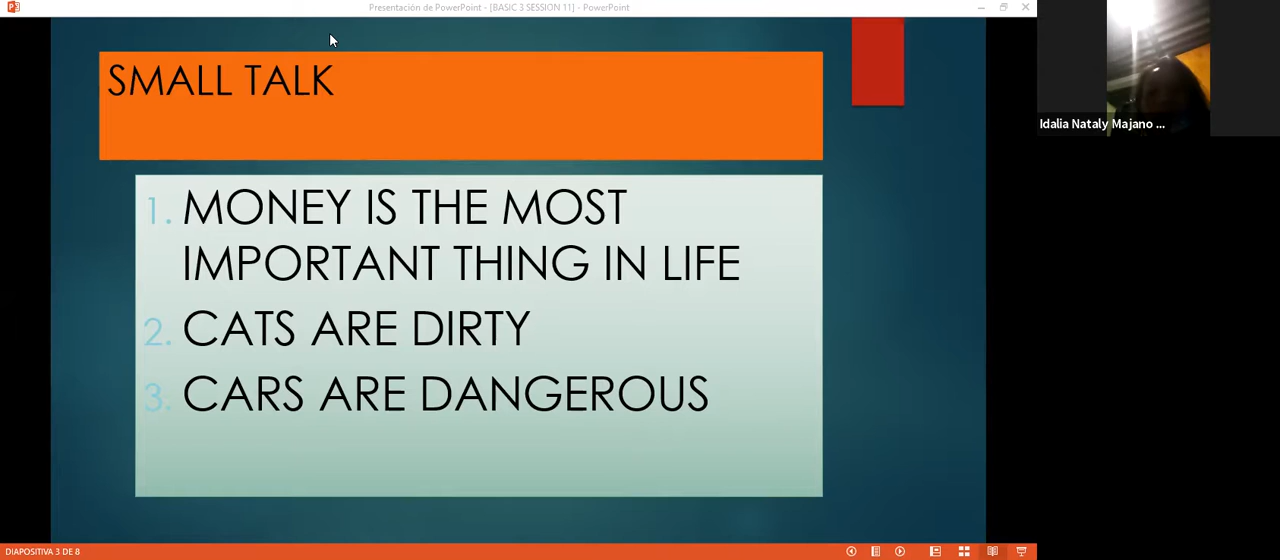 Presentación de PowerPoint - [BASIC 3 SESSION 11] - PowerPoint
SMALL TALK
1. MONEY IS THE MOST
IMPORTANT THING IN LIFE
2. CATS ARE DIRTY
3. CARS ARE DANGEROUS
Idalia Nataly Majano ...
DIAPOSITIVA 3 DE 8